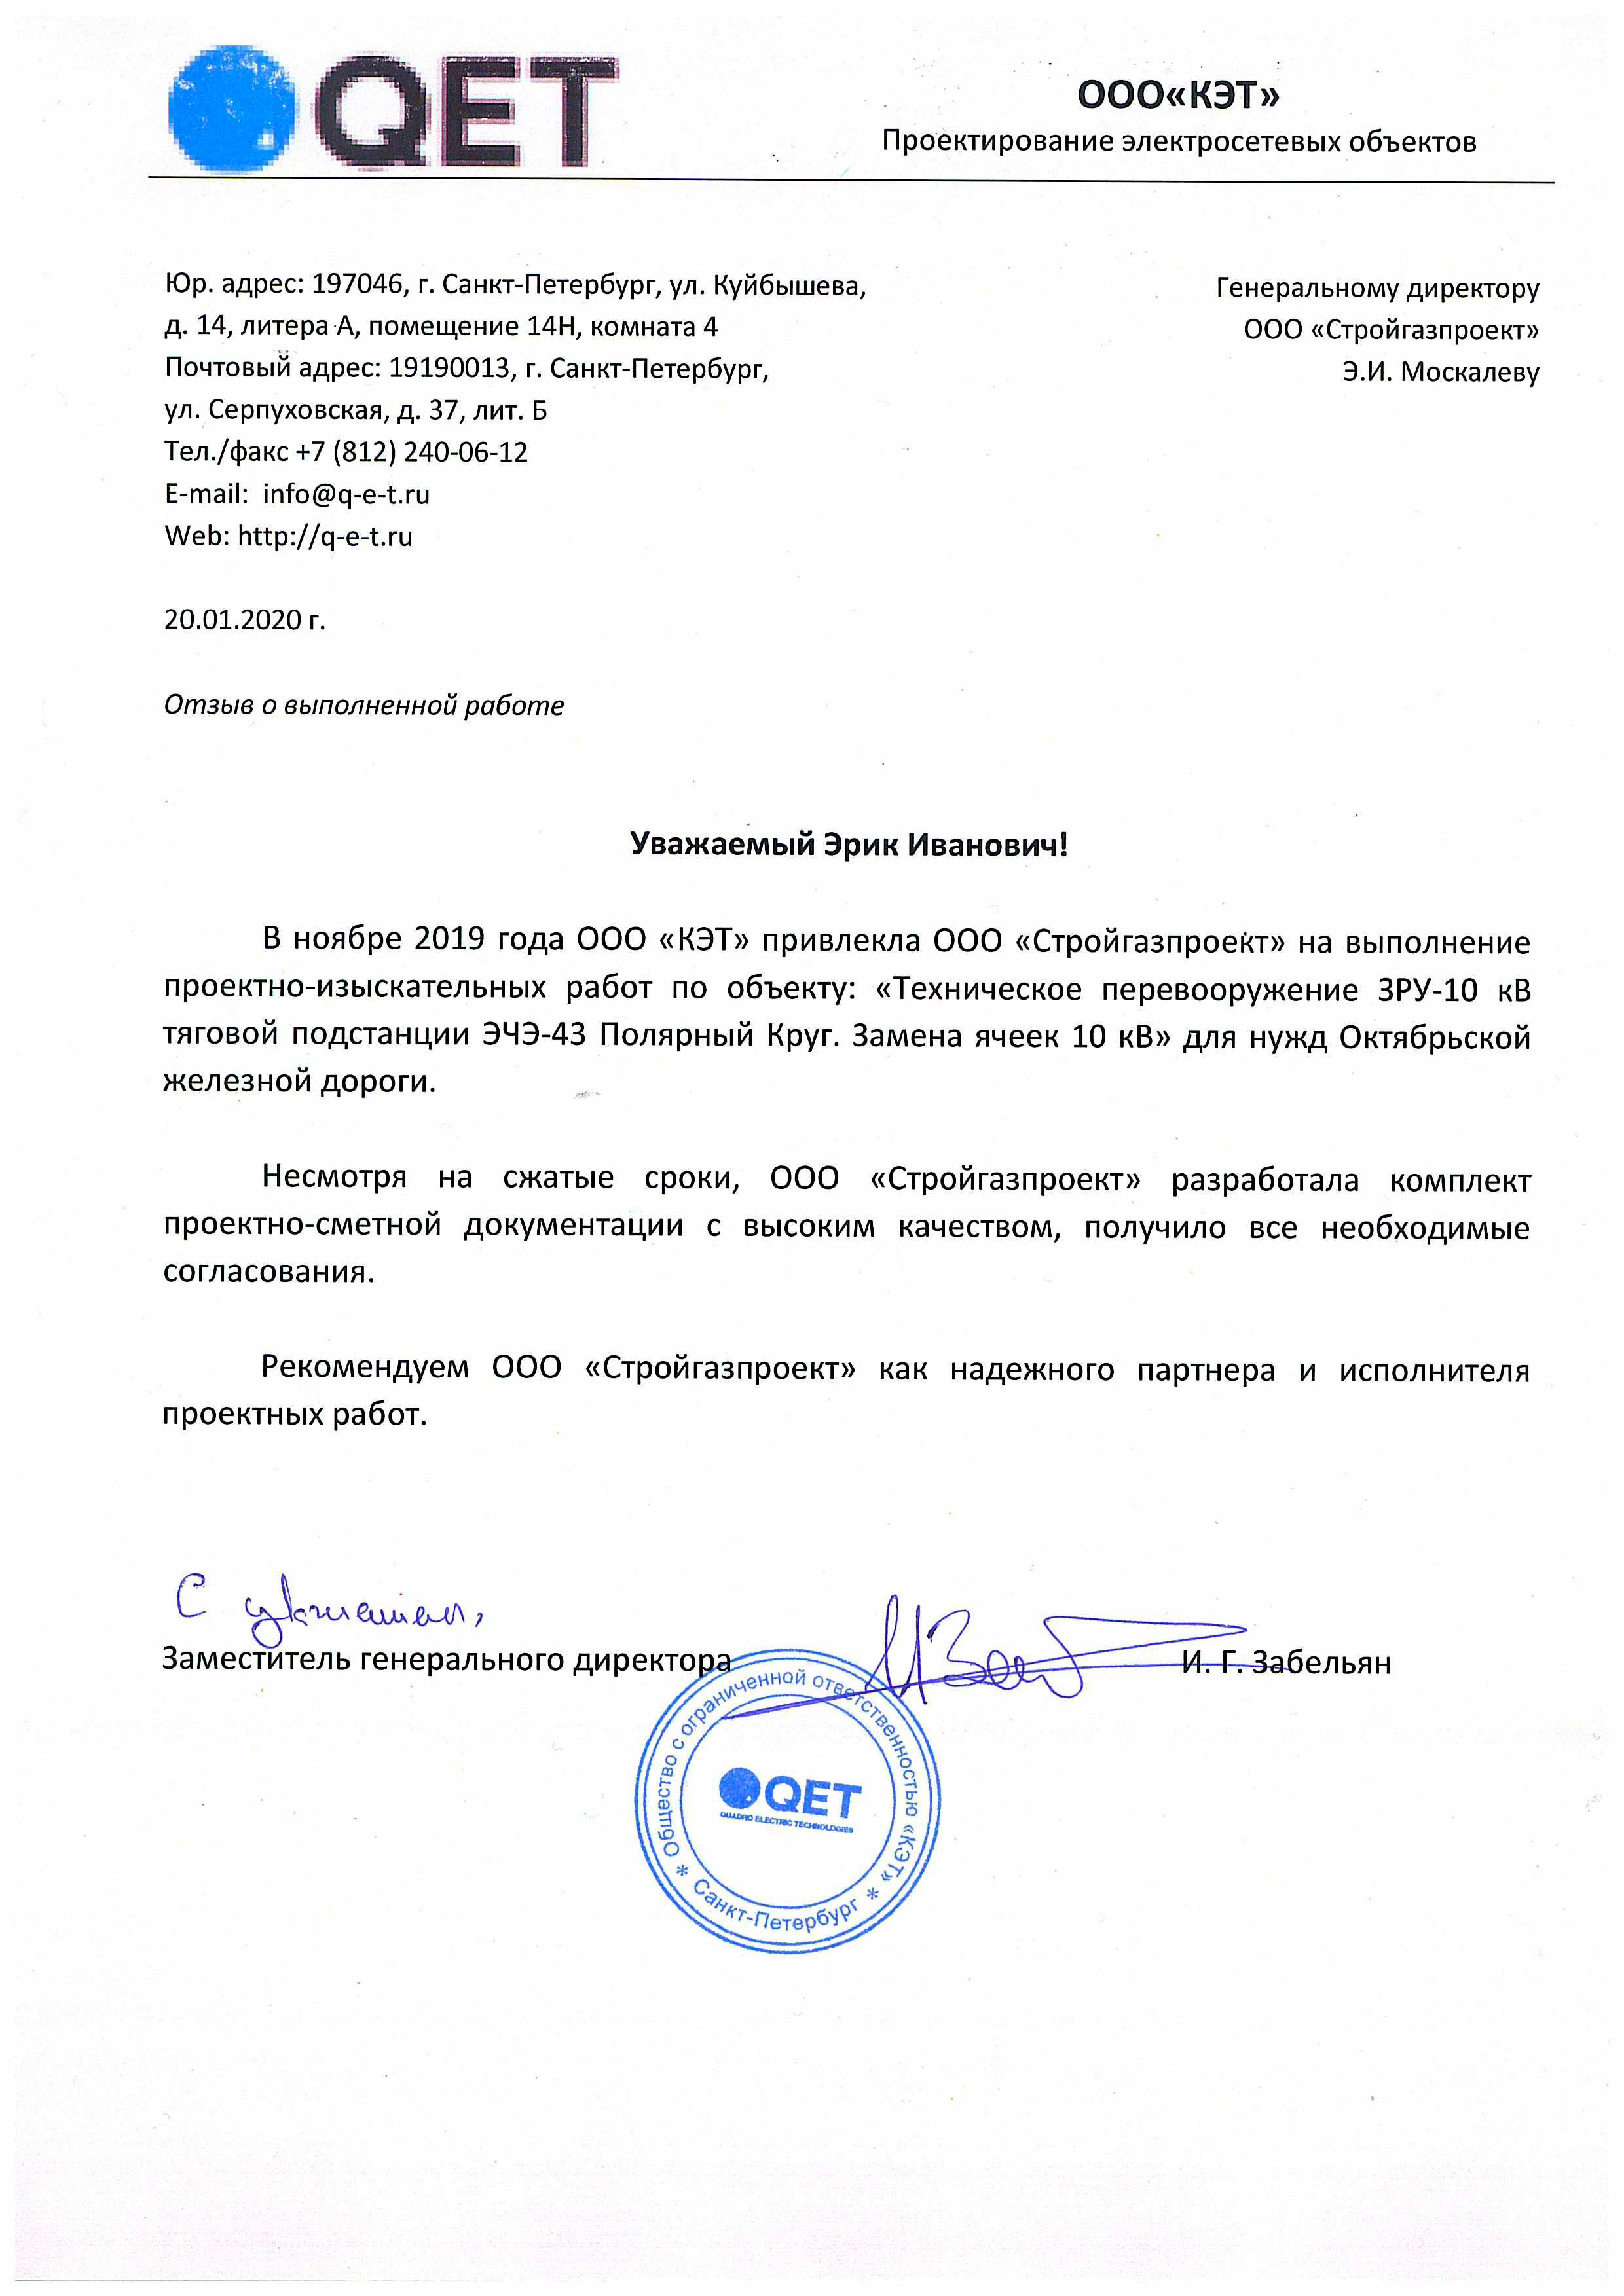 QET
ООО«КЭТ»
Проектирование электросетевых объектов
Юр. адрес: 197046, г. Санкт-Петербург, ул. Куйбышева,
д. 14, литера А, помещение 14Н, комната 4
Почтовый адрес: 19190013, г. Санкт-Петербург,
ул. Серпуховская, д. 37, лит. Б
Тел./факс +7 (812) 240-06-12
E-mail: info@q-e-t.ru
Web: http://q-e-t.ru
Генеральному директору
ООО «Стройгазпроект»
Э.И. Москалеву
20.01.2020 г.
Отзыв о выполненной работе
Уважаемый Эрик Иванович!
В ноябре 2019 года ООО «КЭТ» привлекла ООО «Стройгазпроект» на выполнение
проектно-изыскательных работ по объекту: «Техническое перевооружение ЗРУ-10 кВ
тяговой подстанции ЭЧЭ-43 Полярный Круг. Замена ячеек 10 кВ» для нужд Октябрьской
железной дороги.
Несмотря на сжатые сроки, ООО «Стройгазпроект» разработала комплект
проектно-сметной документации с высоким качеством, получило все необходимые
согласования.
Рекомендуем ООО «Стройгазпроект» как надежного партнера и исполнителя
проектных работ.
С уважением,
Заместитель генерального директора
И. Г. Забельян
Общество с ограниченной ответственностью «КЭТ»
QET
QUADRO ELECTRIC TECHNOLOGIES
* Санкт-Петербург *